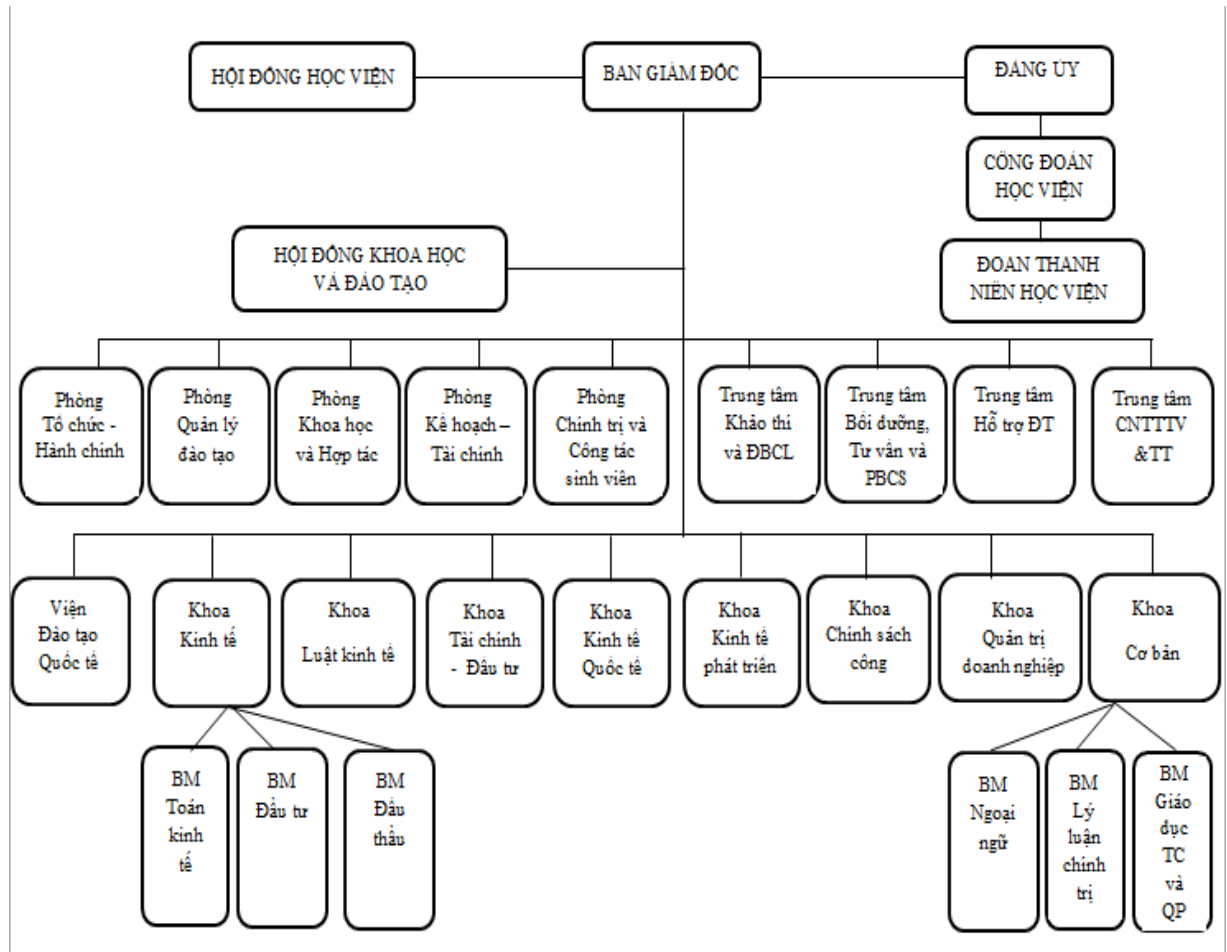 HỘI ĐỒNG HỌC VIỆN
BAN GIÁM ĐỐC
ĐẢNG ỦY
CÔNG ĐOÀN
HỌC VIỆN
HỘI ĐỒNG KHOA HỌC
VÀ ĐÀO TẠO
ĐOAN THANH
NIÊN HỌC VIỆN
Phòng
Tổ chức -
Hành chính
Phòng
Quản lý
đào tạo
Phòng
Khoa học
và Hợp tác
Phòng
Kế hoạch –
Tài chính
Phòng
Chính trị và
Công tác
sinh viên
Trung tâm
Khảo thí
và ĐBCL
Trung tâm
Bồi dưỡng,
Tư vấn và
PBCS
Trung tâm
Hỗ trợ ĐT
Trung tâm
CNTTTV
&TT
Viện
Đào tạo
Quốc tế
Khoa
Kinh tế
Khoa
Luật kinh tế
Khoa
Tài chính
- Đầu tư
Khoa
Kinh tế
Quốc tế
Khoa
Kinh tế
phát triển
Khoa
Chính sách
công
Khoa
Quản trị
doanh nghiệp
Khoa
Cơ bản
BM
Toán
kinh
tế
BM
Đầu tư
BM
Đấu
thầu
BM
Ngoại
ngữ
BM
Lý
luận
chính
trị
BM
Giáo
dục
TC
và
QP